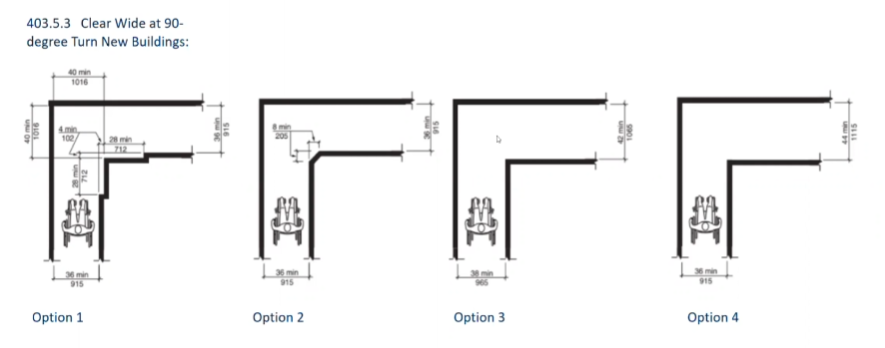 403.5.3 Clear Wide at 90-
degree Turn New Buildings:
40 min
1016
40 min
1016
4 min
102
28 min
712
28 min
712
36 min
915
36 min
915
8 min
205
36 min
915
36 min
915
42 min
1065
38 min
965
44 min
1115
36 min
915
Option 1
Option 2
Option 3
Option 4